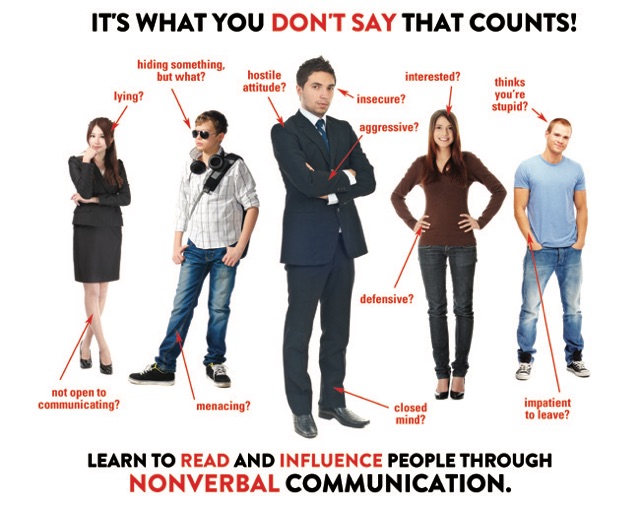 IT'S WHAT YOU DON'T SAY THAT COUNTS!
hiding something,
but what?
hostile
attitude?
interested?
thinks
you're
stupid?
lying?
insecure?
aggressive?
defensive?
not open to
communicating?
menacing?
closed
mind?
impatient
to leave?
LEARN TO READ AND INFLUENCE PEOPLE THROUGH
NONVERBAL COMMUNICATION.